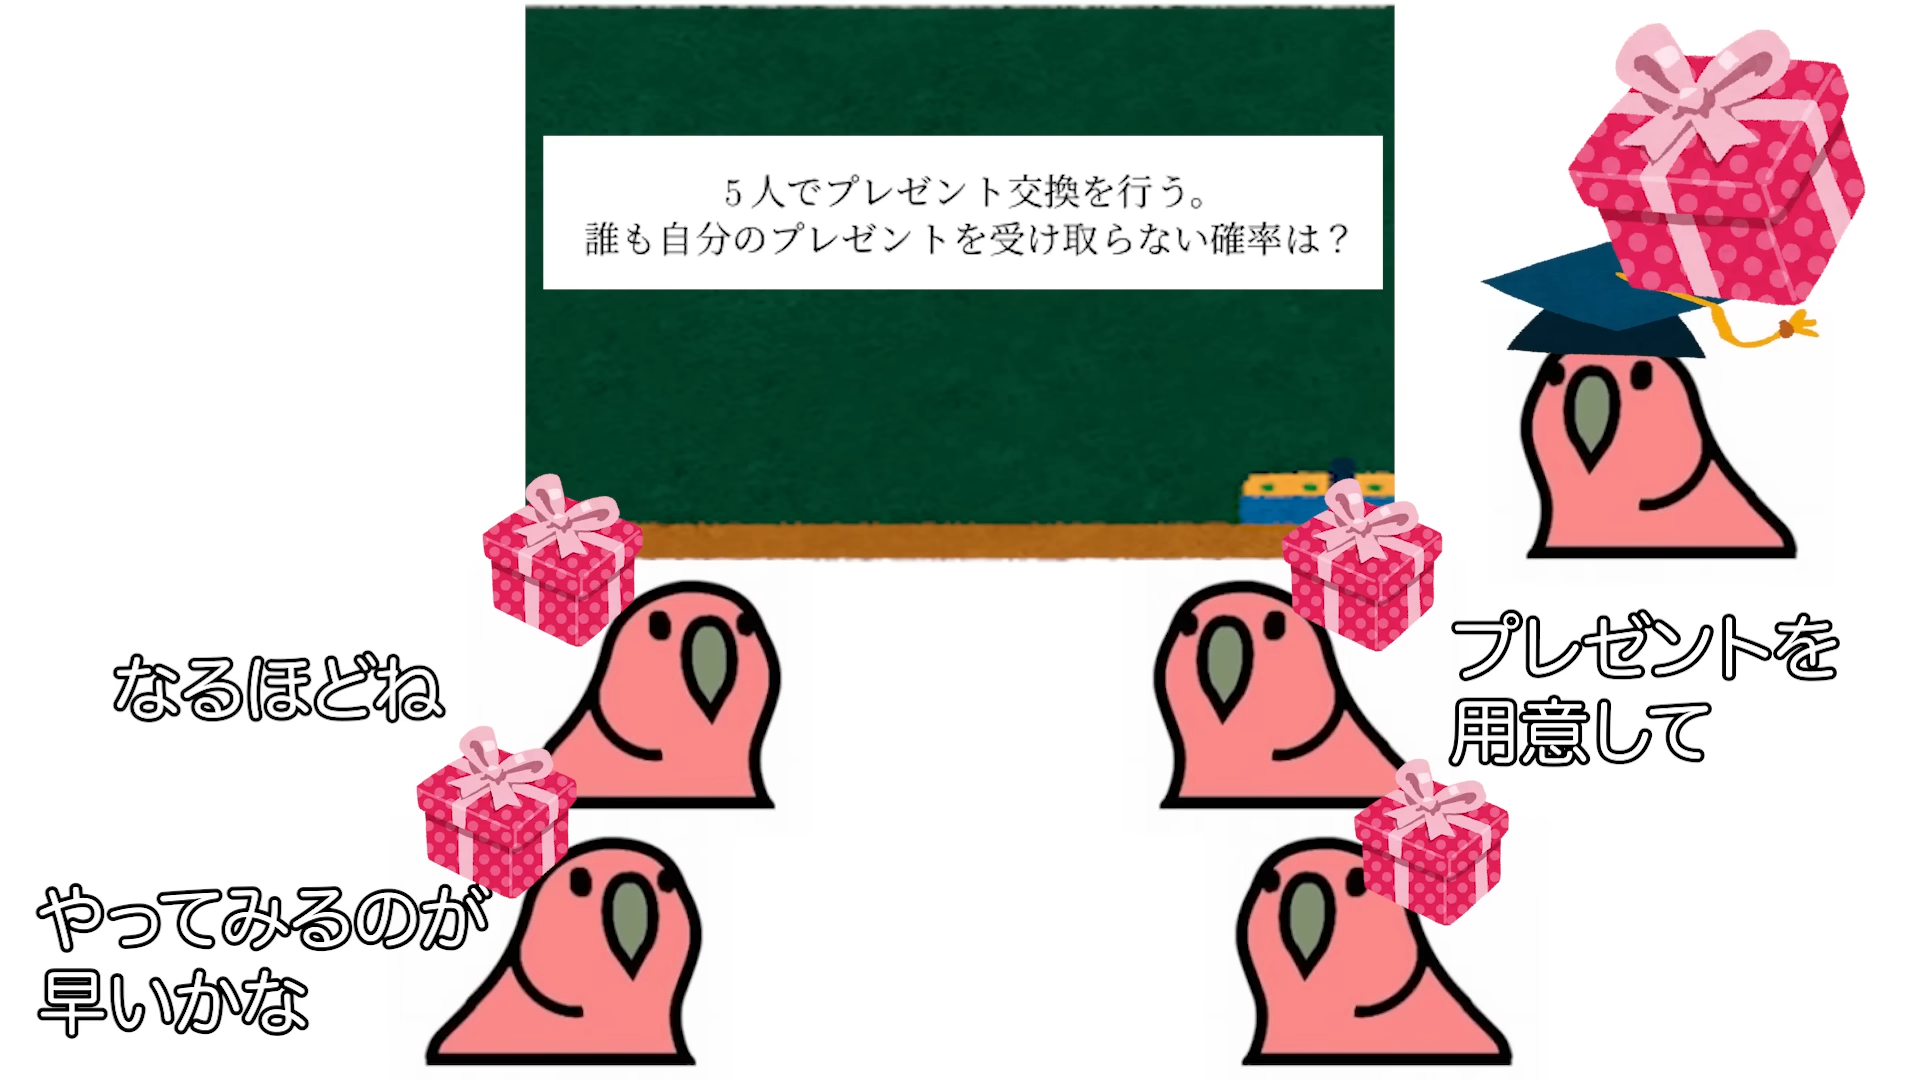 5人でプレゼント交換を行う。
誰も自分のプレゼントを受け取らない確率は？
なるほどね
プレゼントを
用意して
やってみるのが
早いかな